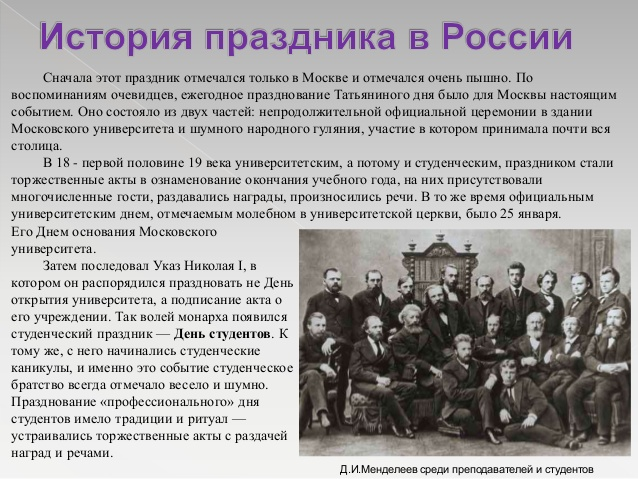 История праздника в России
Сначала этот праздник отмечался только в Москве и отмечался очень пышно. По
воспоминаниям очевидцев, ежегодное празднование Татьяниного дня было для Москвы настоящим
событием. Оно состояло из двух частей: непродолжительной официальной церемонии в здании
Московского университета и шумного народного гуляния, участие в котором принимала почти вся
столица.
В 18 - первой половине 19 века университетским, а потому и студенческим, праздником стали
торжественные акты в ознаменование окончания учебного года, на них присутствовали
многочисленные гости, раздавались награды, произносились речи. В то же время официальным
университетским днем, отмечаемым молебном в университетской церкви, было 25 января.
Его Днем основания Московского
университета.
Затем последовал Указ Николая I, в
котором он распорядился праздновать не День
открытия университета, а подписание акта о
его учреждении. Так волей монарха появился
студенческий праздник — День студентов. К
тому же, с него начинались студенческие
каникулы, и именно это событие студенческое
братство всегда отмечало весело и шумно.
Празднование «профессионального» дня
студентов имело традиции и ритуал —
устраивались торжественные акты с раздачей
наград и речами.
Д.И.Менделеев среди преподавателей и студентов